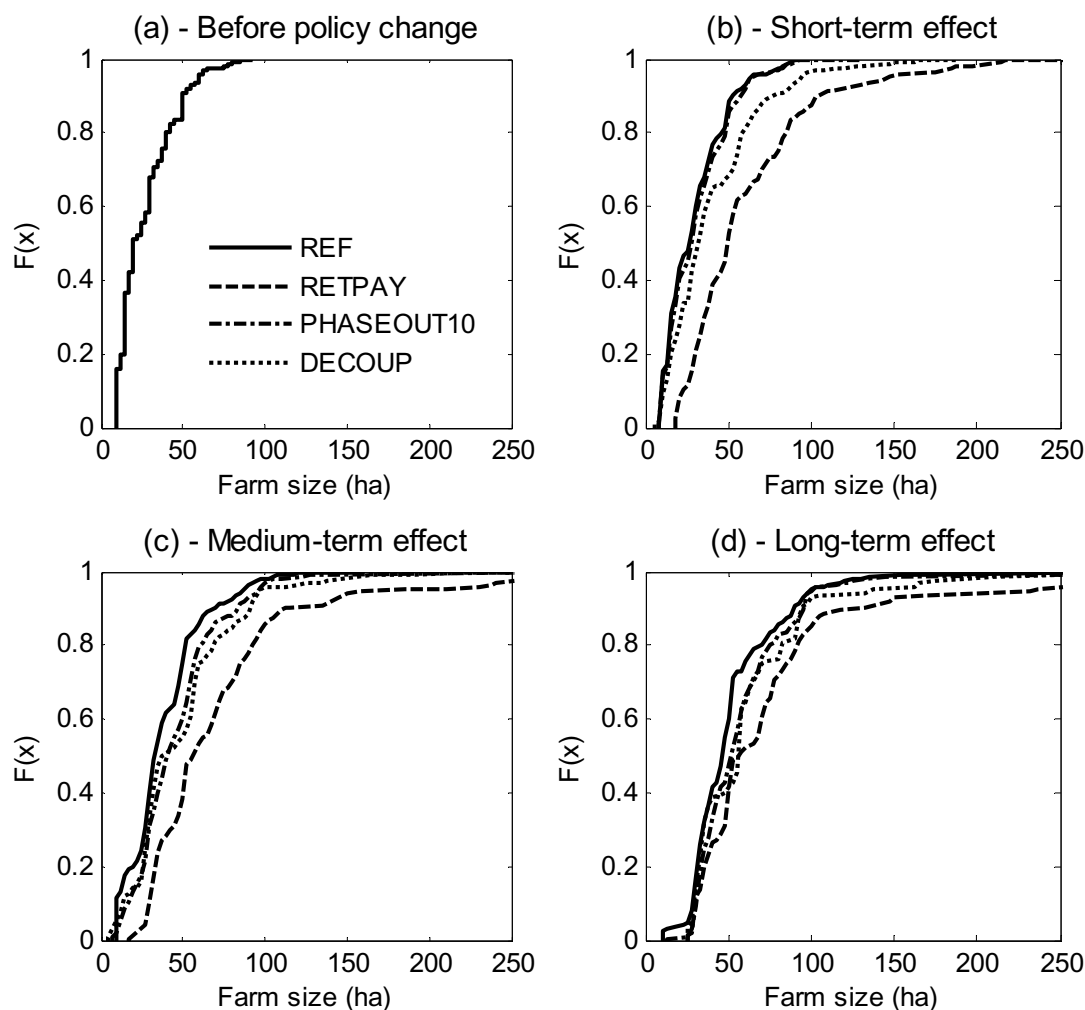 (a) - Before policy change
1
0.8
0.6
0.4
0.2
0
F(x)
REF
RETPAY
PHASEOUT10
DECOUP
0 50 100 150 200 250
Farm size (ha)
(b) - Short-term effect
1
0.8
0.6
0.4
0.2
0
F(x)
0 50 100 150 200 250
Farm size (ha)
(c) - Medium-term effect
1
0.8
0.6
0.4
0.2
0
F(x)
0 50 100 150 200 250
Farm size (ha)
(d) - Long-term effect
1
0.8
0.6
0.4
0.2
0
F(x)
0 50 100 150 200 250
Farm size (ha)